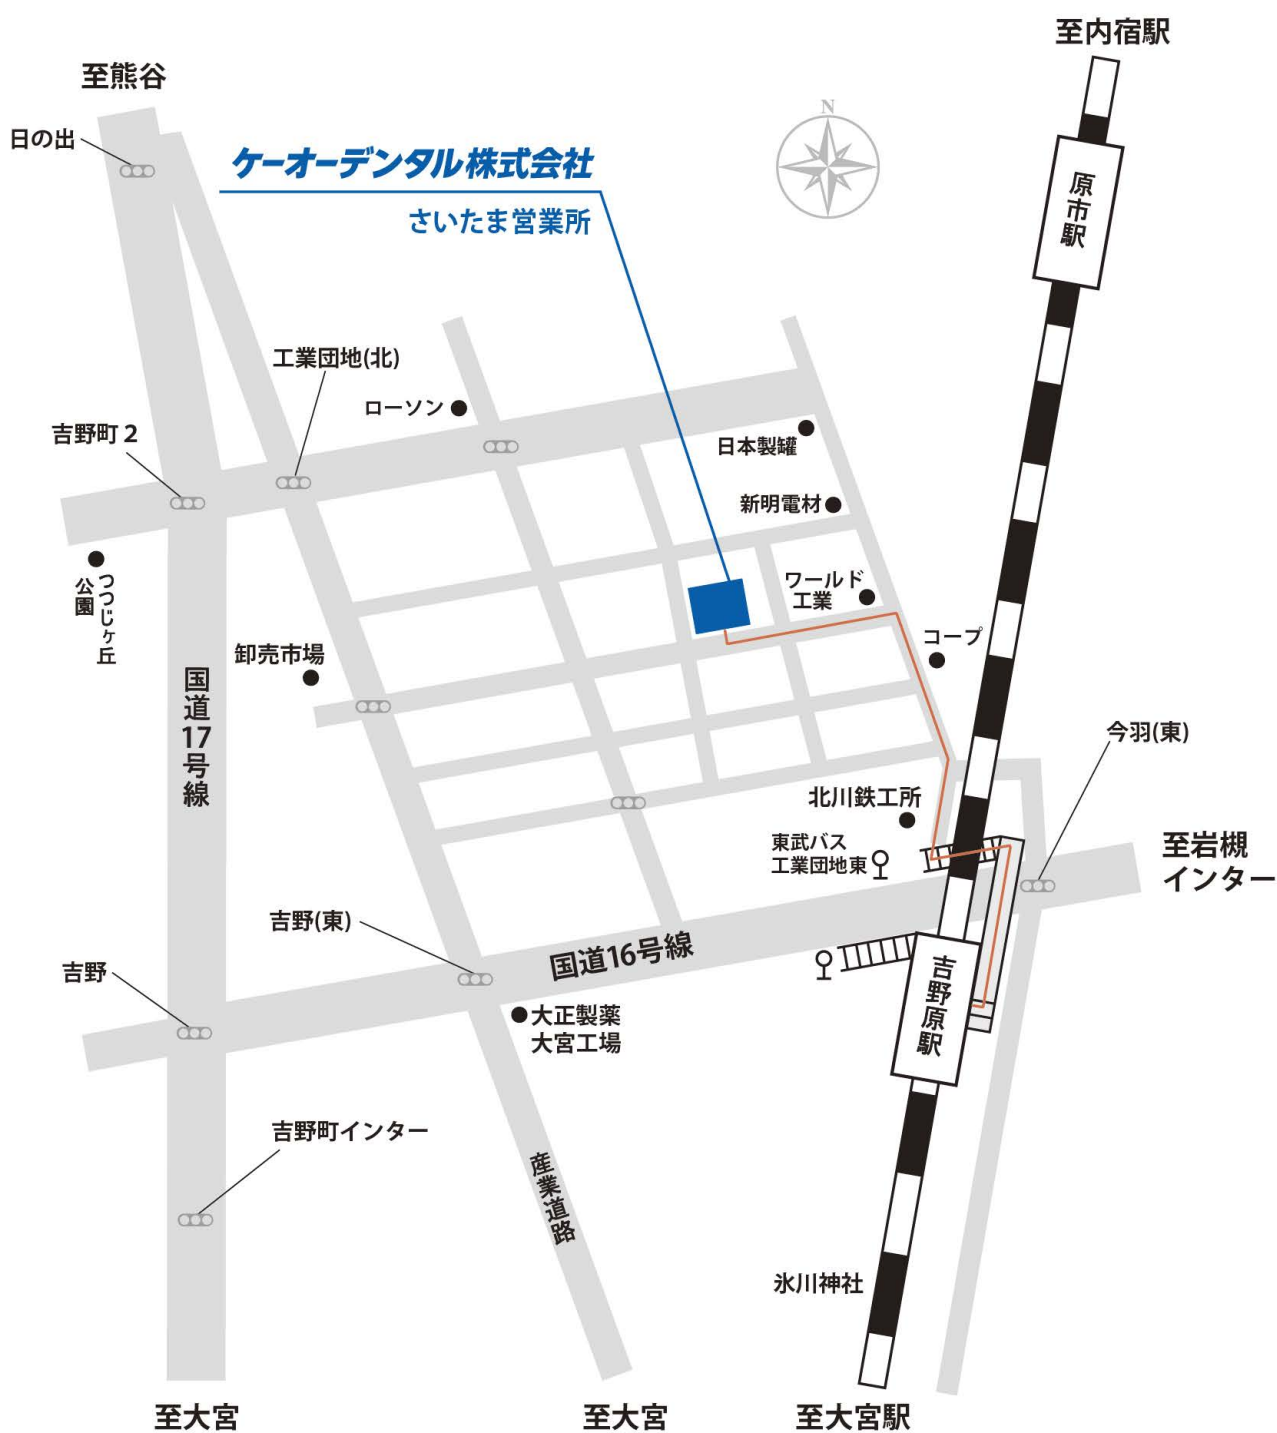 至内宿駅
至熊谷
日の出
N
ケーオーデンタル株式会社
さいたま営業所
原市駅
工業団地(北)
ローソン
吉野町2
日本製罐
新明電材
つつじヶ丘
公園
ワールド
工業
コープ
卸売市場
国道17号線
今羽(東)
北川鉄工所
東武バス
工業団地東
至岩槻
インター
吉野(東)
国道16号線
吉野
吉野原駅
大正製薬
大宮工場
吉野町インター
産業道路
氷川神社
至大宮
至大宮
至大宮駅